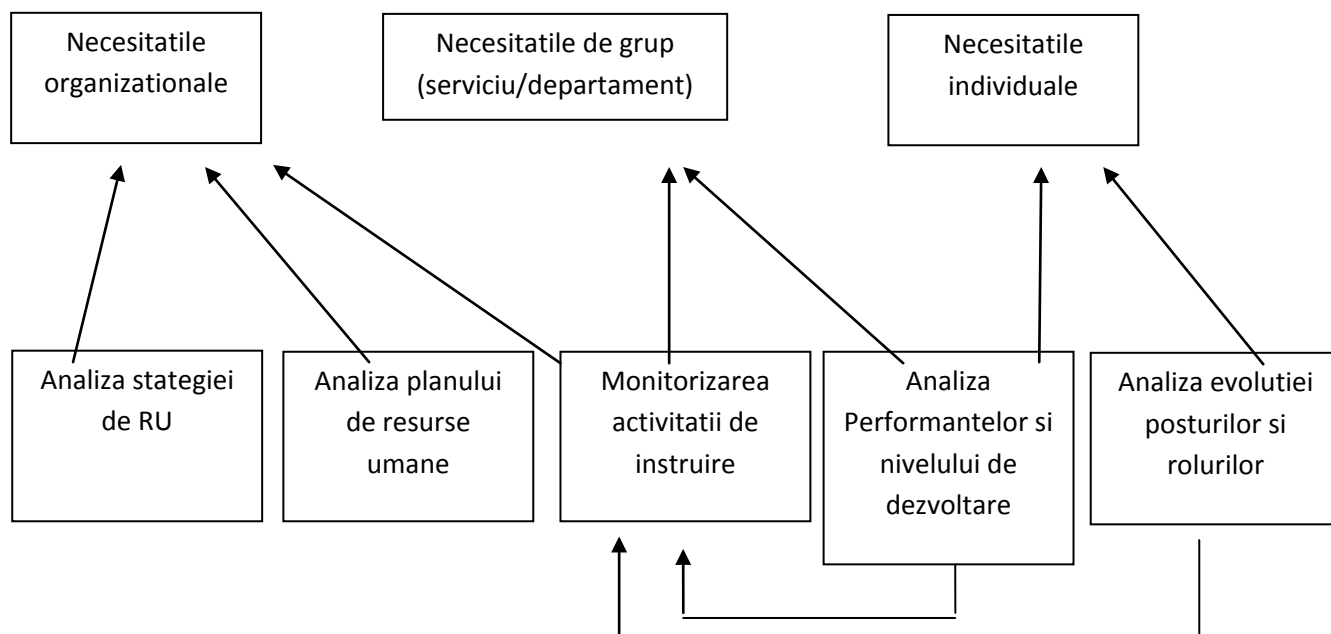 Necesitatile
organizationale
Necesitatile de grup
(serviciu/departament)
Necesitatile
individuale
Analiza stategiei
de RU
Analiza planului
de resurse
umane
Monitorizarea
activitatii de
instruire
Analiza
Performantelor si
nivelului de
dezvoltare
Analiza evolutiei
posturilor si
rolurilor